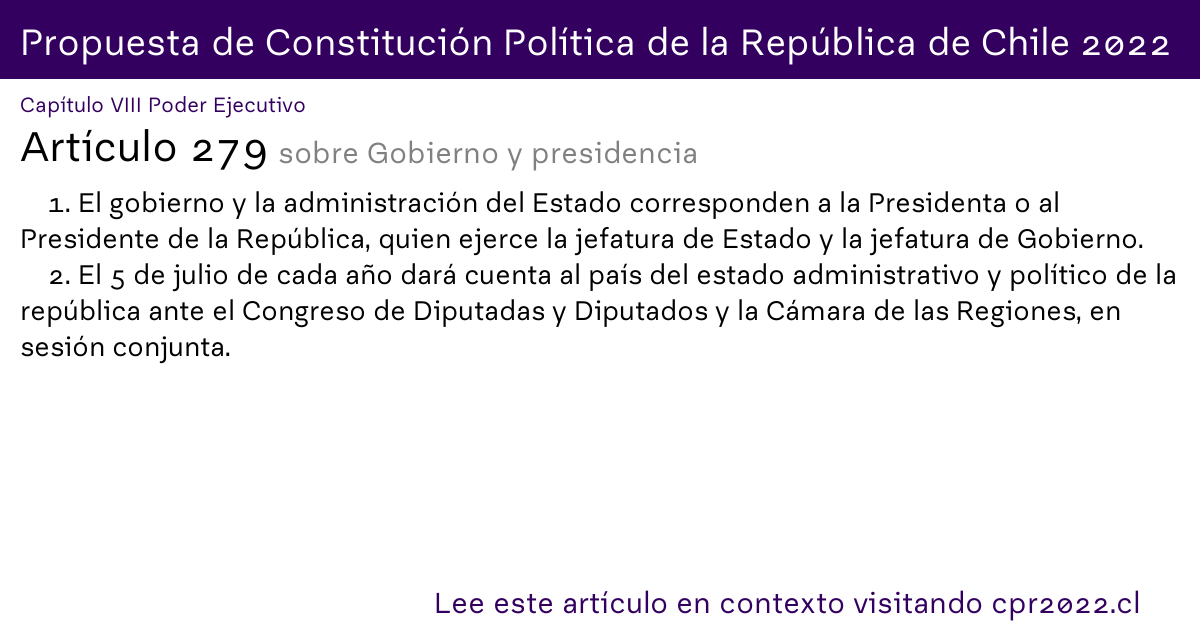 Propuesta de Constitución Política de la República de Chile 2022
Capítulo VIII Poder Ejecutivo
Artículo 279 sobre Gobierno y presidencia
1. El gobierno y la administración del Estado corresponden a la Presidenta o al
Presidente de la República, quien ejerce la jefatura de Estado y la jefatura de Gobierno.
2. El 5 de julio de cada año dará cuenta al país del estado administrativo y político de la
república ante el Congreso de Diputadas y Diputados y la Cámara de las Regiones, en
sesión conjunta.
Lee este artículo en contexto visitando cpr2022.cl